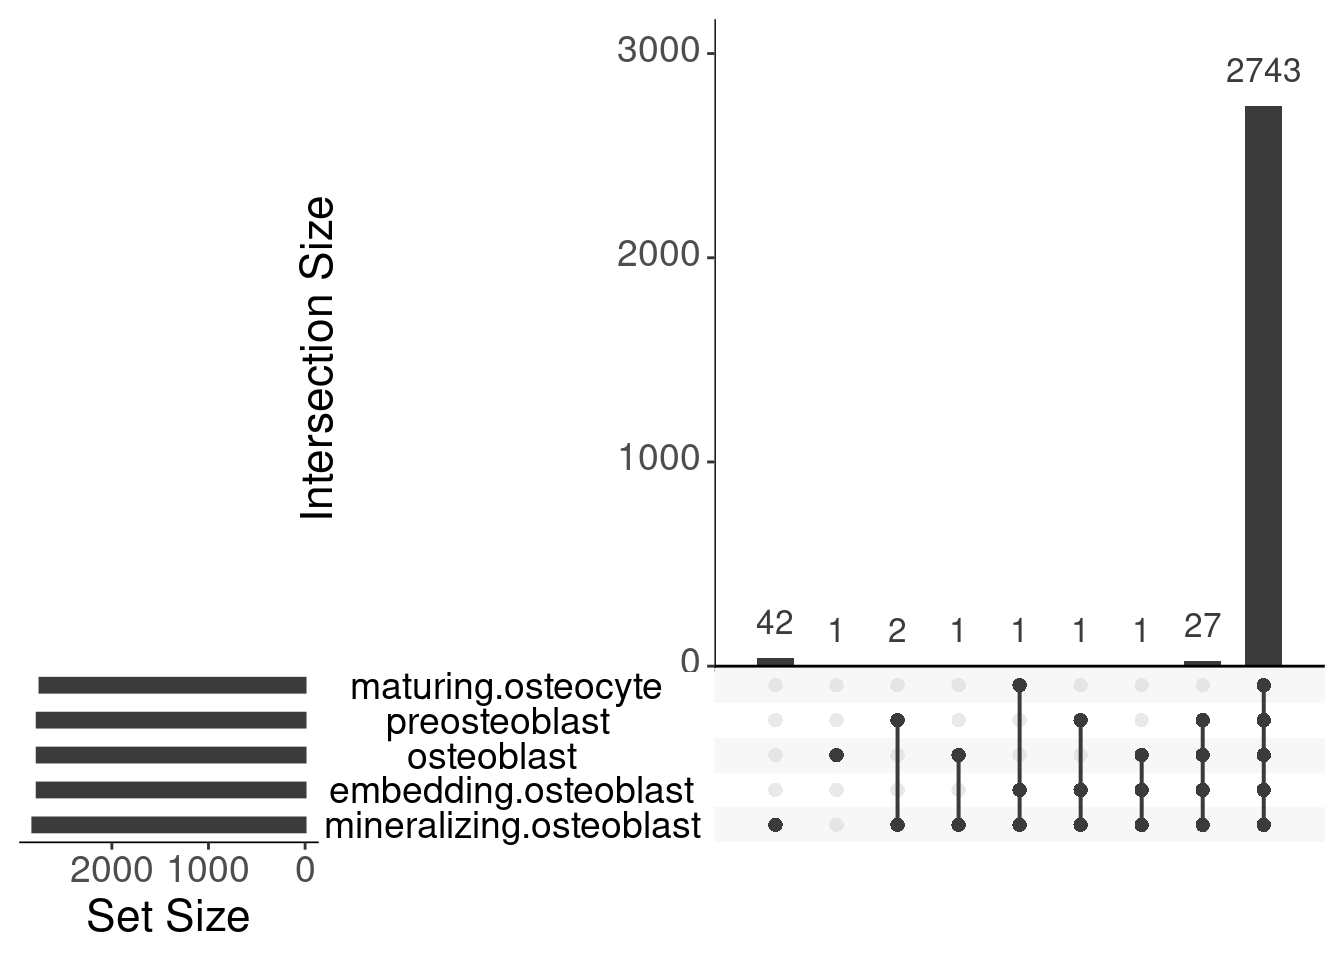 3000
2743
2000
Intersection Size
1000
42 1 2 1 1 1 1 27
0
maturing.osteocyte
preosteoblast
osteoblast
embedding.osteoblast
mineralizing.osteoblast
2000 1000 0
Set Size